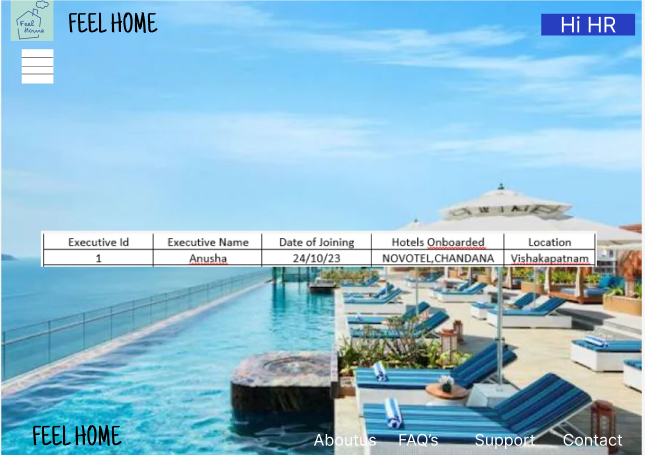 Feel
Home
FEEL HOME
Hi HR
Executive Id Executive Name Date of Joining Hotels Onboarded Location
1 Anusha 24/10/23 NOVOTEL,CHANDANA Vishakapatnam
FEEL HOME
Aboutus FAQ's Support Contact